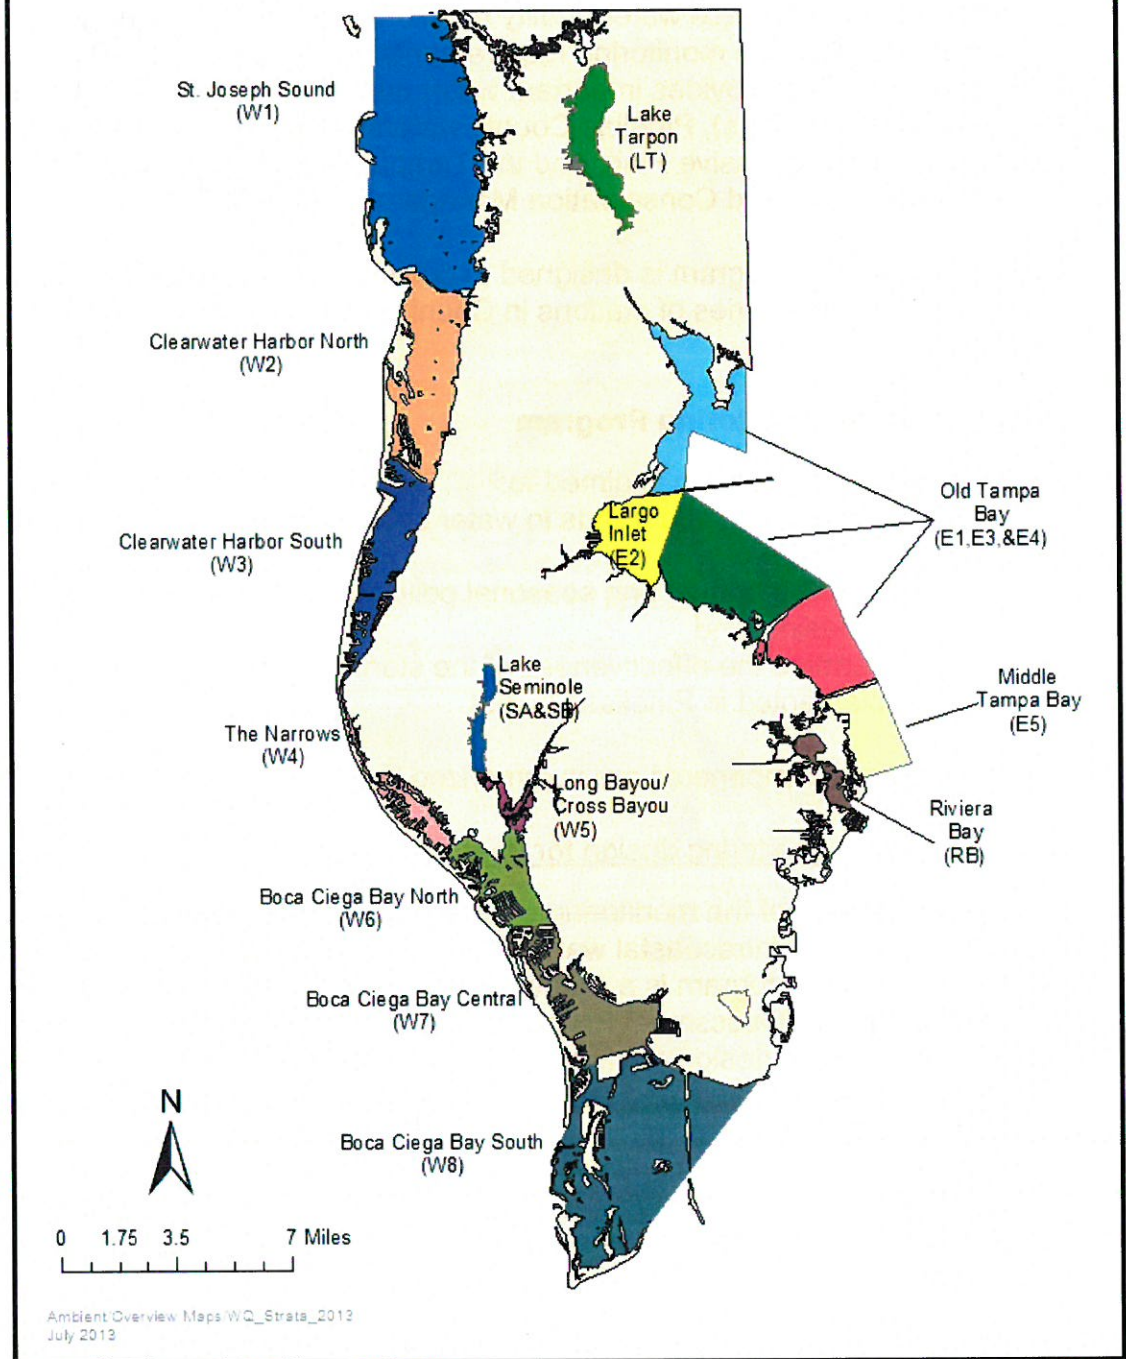 St. Joseph Sound
(W1)
Lake
Tarpon
(LT)
Clearwater Harbor North
(W2)
Clearwater Harbor South
(W3)
Largo
Inlet
(E2)
Old Tampa
Bay
(E1,E3,&E4)
Lake
Seminole
(SA&SB)
Middle
Tampa Bay
(E5)
The Narrows
(W4)
Long Bayou/
Cross Bayou
(W5)
Riviera
Bay
(RB)
Boca Ciega Bay North
(W6)
Boca Ciega Bay Central
(W7)
Boca Ciega Bay South
(W8)
N
0 1.75 3.5 7 Miles
Ambient/Overview Maps/WQ_Strata_2013
July 2013